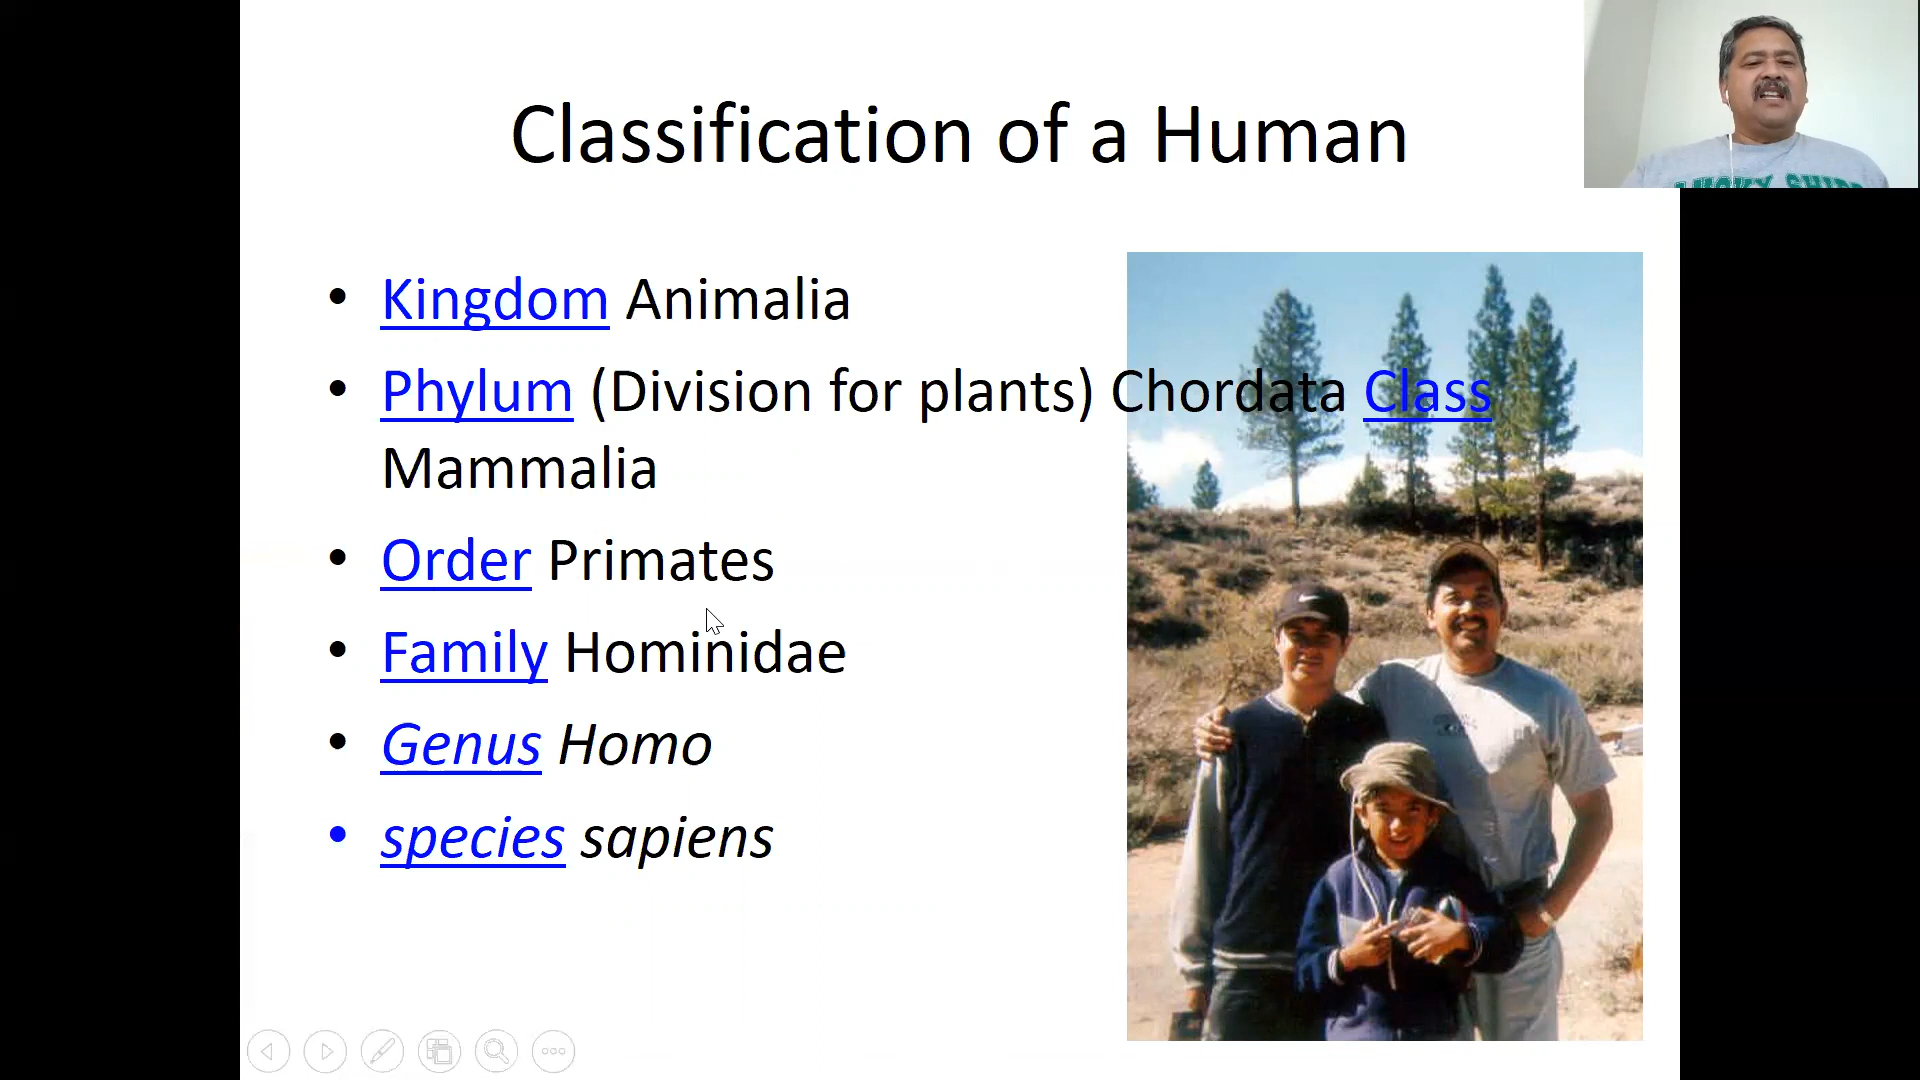 Classification of a Human
• Kingdom Animalia
• Phylum (Division for plants) Chordata Class
Mammalia
• Order Primates
• Family Hominidae
• Genus Homo
• species sapiens